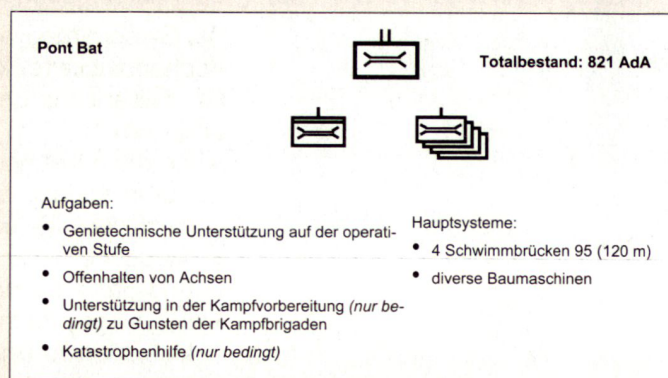 Pont Bat
Totalbestand: 821 AdA
Aufgaben:
• Genietechnische Unterstützung auf der operati-
ven Stufe
• Offenhalten von Achsen
• Unterstützung in der Kampfvorbereitung (nur be-
dingt) zu Gunsten der Kampfbrigaden
• Katastrophenhilfe (nur bedingt)
Hauptsysteme:
• 4 Schwimmbrücken 95 (120 m)
• diverse Baumaschinen